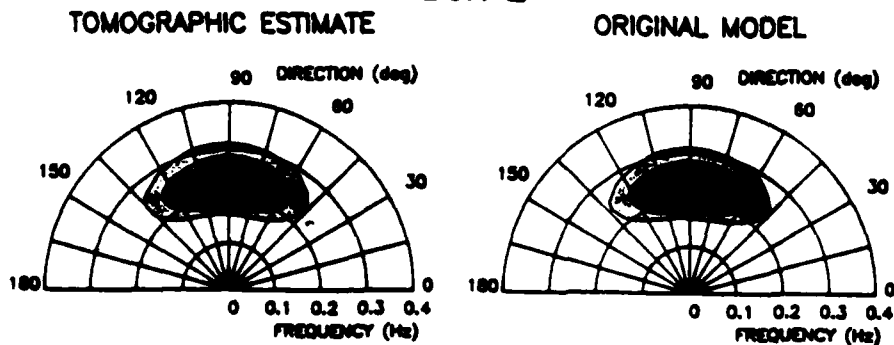 TOMOGRAPHIC ESTIMATE
90 DIRECTION (deg)
120 60
150 30
180 0
0 0.1 0.2 0.3 0.4
FREQUENCY (Hz)
ORIGINAL MODEL
90 DIRECTION (deg)
120 60
150 30
180 0
0 0.1 0.2 0.3 0.4
FREQUENCY (Hz)